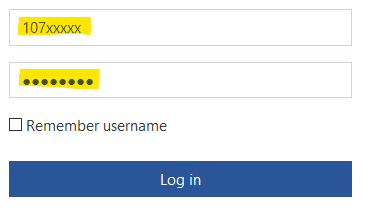 107xxxxx
●●●●●●●●
Remember username
Log in